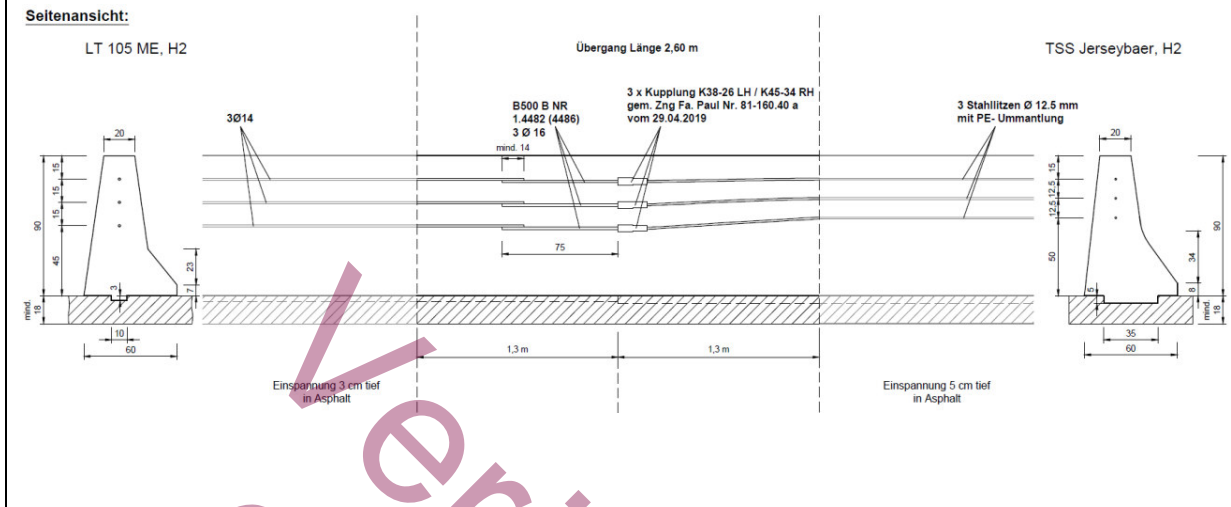 Seitenansicht:
LT 105 ME, H2
Übergang Länge 2,60 m
TSS Jerseybaer, H2
3Ø14
B500 B NR
1.4482 (4486)
3 Ø 16
3 x Kupplung K38-26 LH / K45-34 RH
gem. Zng Fa. Paul Nr. 81-160.40 a
vom 29.04.2019
3 Stahllitzen Ø 12.5 mm
mit PE- Ummantlung
mind. 14
75
20
15
15
15
90
45
23
7
3
mind.
18
10
60
20
15
12.5
12.5
50
90
34
8
5
mind.
18
35
60
1,3 m
1,3 m
Einspannung 3 cm tief
in Asphalt
Einspannung 5 cm tief
in Asphalt